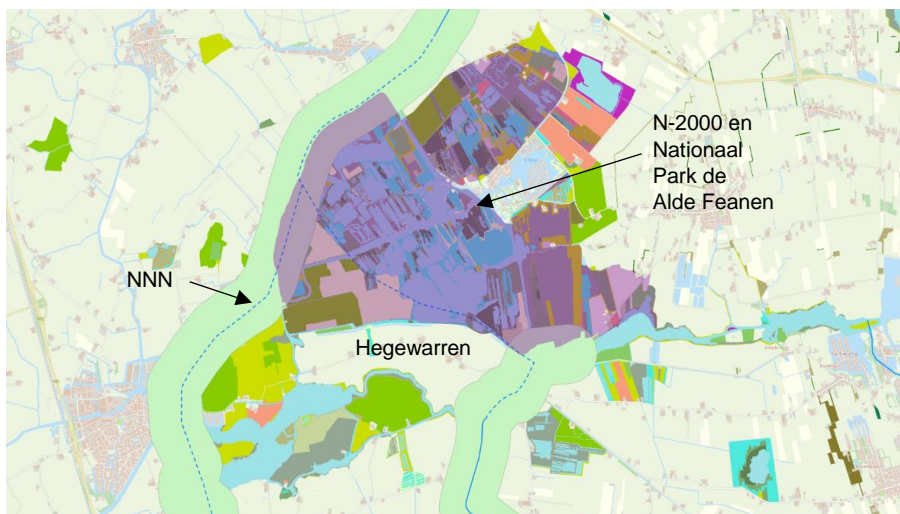 N-2000 en
Nationaal
Park de
Alde Feanen
NNN
Hegewarren